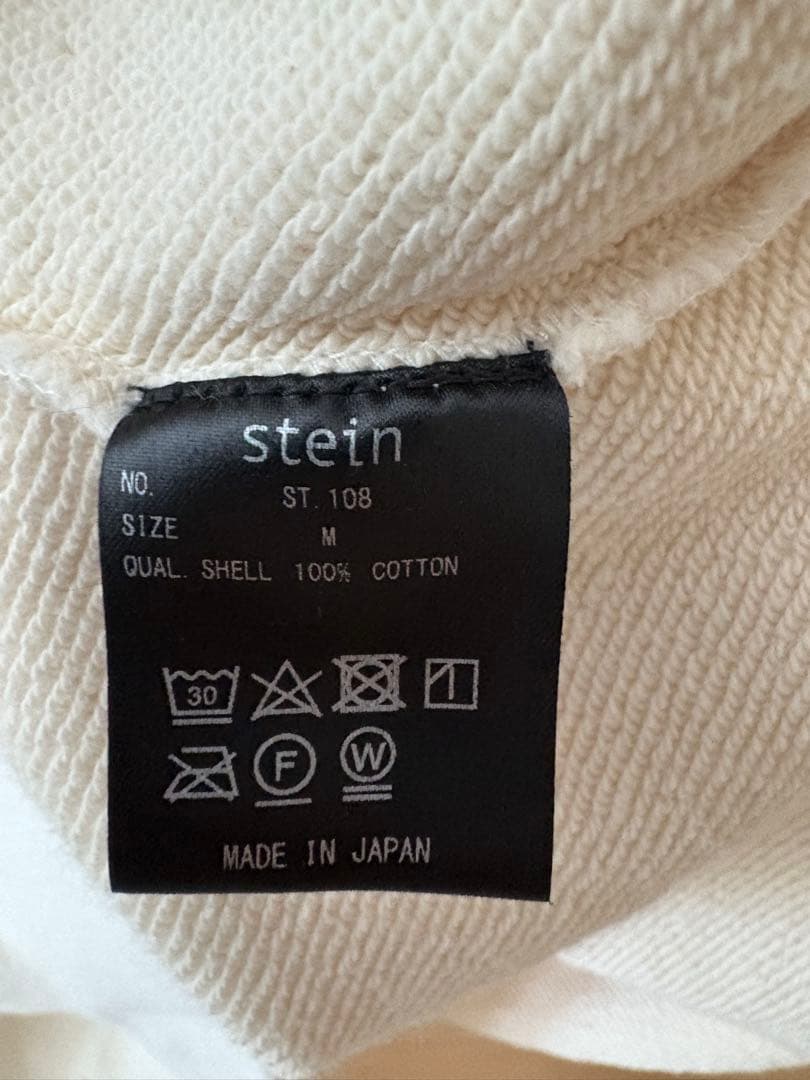 stein
NO. ST.108
SIZE M
QUAL. SHELL 100% COTTON
30
F W
MADE IN JAPAN